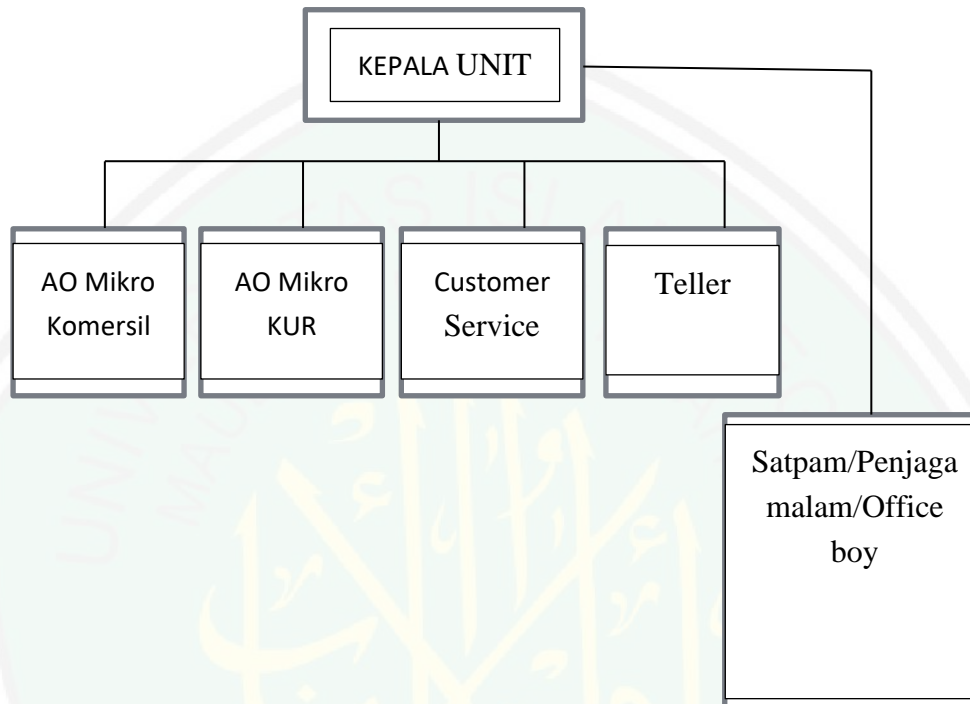 KEPALA UNIT
AO Mikro
Komersil
AO Mikro
KUR
Customer
Service
Teller
Satpam/Penjaga
malam/Office
boy